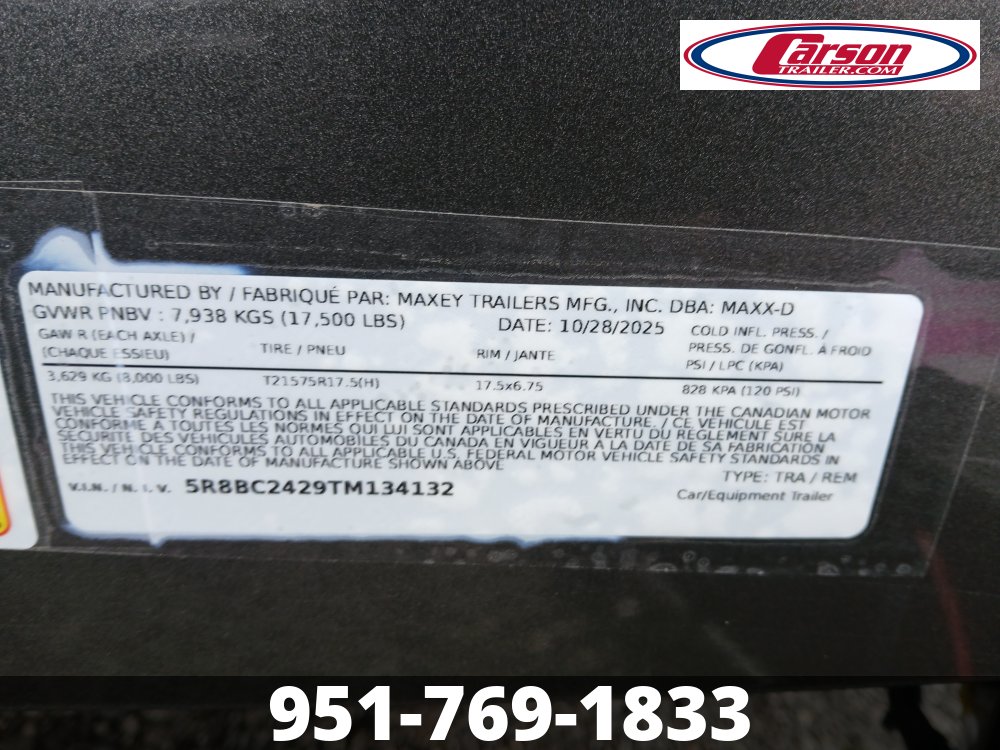 Carson
TRAILER.COM
MANUFACTURED BY / FABRIQUÉ PAR: MAXEY TRAILERS MFG., INC. DBA: MAXX-D
GVWR PNBV : 7,938 KGS (17,500 LBS) DATE: 10/28/2025
GAWR (EACH AXLE) / (CHAQUE ESSIEU) TIRE / PNEU RIM / JANTE COLD INFL. PRESS. / PRESS. DE GONFL. A FROID PSI / LPC (KPA)
3,629 KG (8,000 LBS) T21575R17.5(H) 17.5x6.75 828 KPA (120 PSI)
THIS VEHICLE CONFORMS TO ALL APPLICABLE STANDARDS PRESCRIBED UNDER THE CANADIAN MOTOR
VEHICLE SAFETY REGULATIONS IN EFFECT ON THE DATE OF MANUFACTURE. / CE VEHICULE EST
CONFORME A TOUTES LES NORMES QUI LUI SONT APPLICABLES EN VERTU DU REGLEMENT SURE LA
SECURITE DES VEHICULES AUTOMOBILES DU CANADA EN VIGUEUR A LA DATE DE SA FABRICATION
THIS VEHICLE CONFORMS TO ALL APPLICABLE U.S. FEDERAL MOTOR VEHICLE SAFETY STANDARDS IN
EFFECT ON THE DATE OF MANUFACTURE SHOWN ABOVE
TYPE: TRA / REM
V.I.N. / N. I. V. 5R8BC2429TM134132 Car/Equipment Trailer
951-769-1833